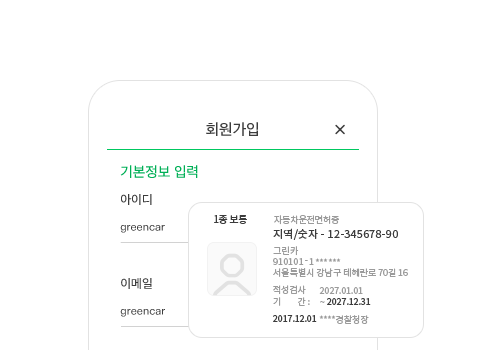 회원가입 ×
기본정보 입력
아이디
greencar
이메일
greencar
1종 보통
자동차운전면허증
지역/숫자 - 12-345678-90
그린카
910101-1******
서울특별시 강남구 테헤란로 70길 16
적성검사 2027.01.01
기 간 : ~ 2027.12.31
2017.12.01 ****경찰청장